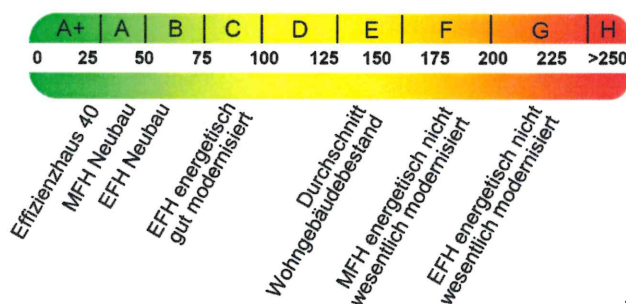 A+ A B C D E F G H
0 25 50 75 100 125 150 175 200 225 >250
Effizienzhaus 40
MFH Neubau
EFH Neubau
EFH energetisch
gut modernisiert
Durchschnitt
Wohngebäudebestand
MFH energetisch nicht
wesentlich modernisiert
EFH energetisch nicht
wesentlich modernisiert